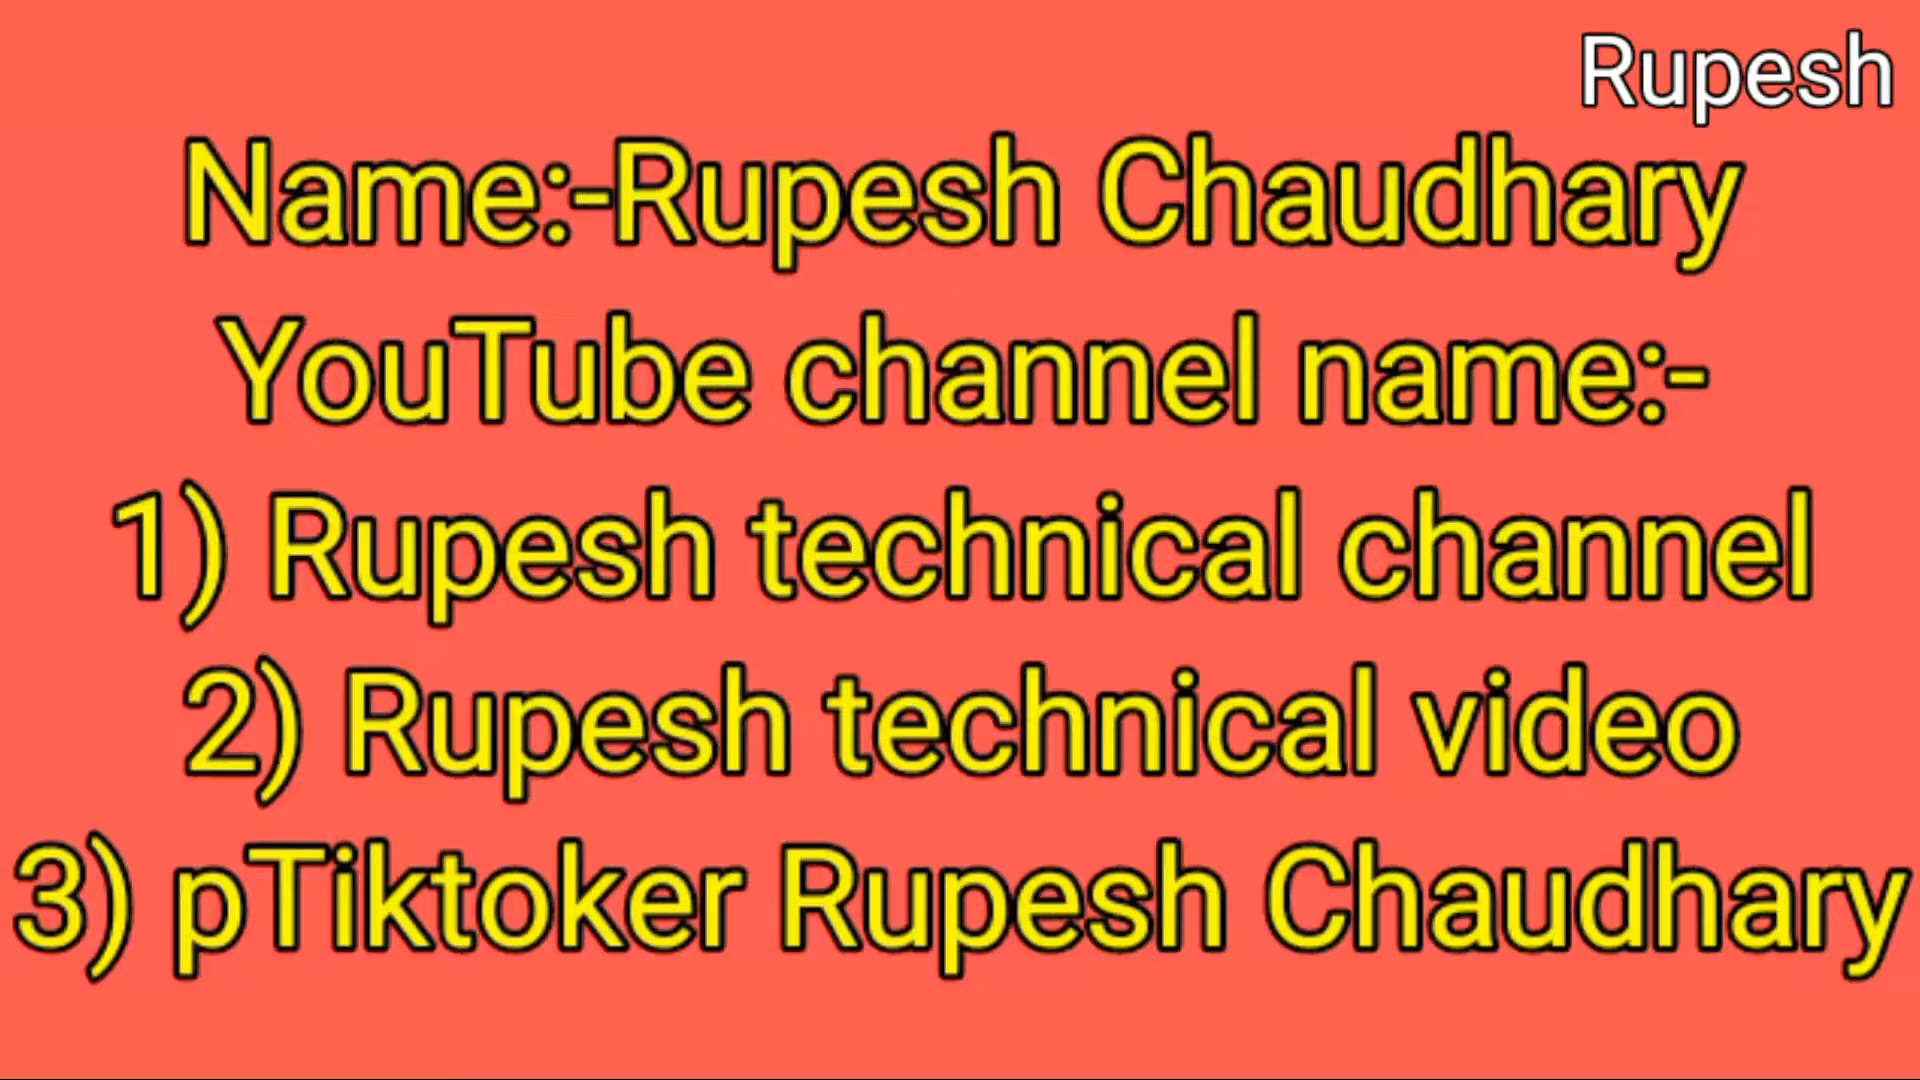 Rupesh
Name:-Rupesh Chaudhary
YouTube channel name:-
1) Rupesh technical channel
2) Rupesh technical video
3) pTiktoker Rupesh Chaudhary